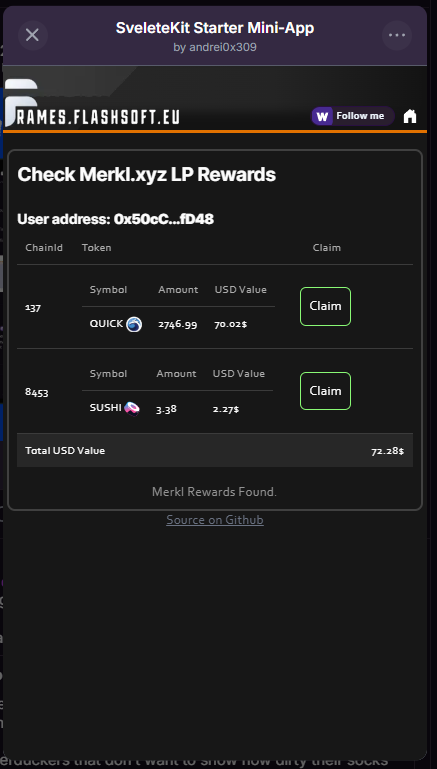 SveleteKit Starter Mini-App
by andrei0x309
RAMES.FLASHSOFT.EU
W Follow me
Check Merkl.xyz LP Rewards
User address: 0x50cC...fD48
ChainId Token Claim
Symbol Amount USD Value
137 Claim
QUICK 2746.99 70.02$
Symbol Amount USD Value
8453 Claim
SUSHI 3.38 2.27$
Total USD Value 72.28$
Merkl Rewards Found.
Source on Github
that don't want to show how dirty their socks